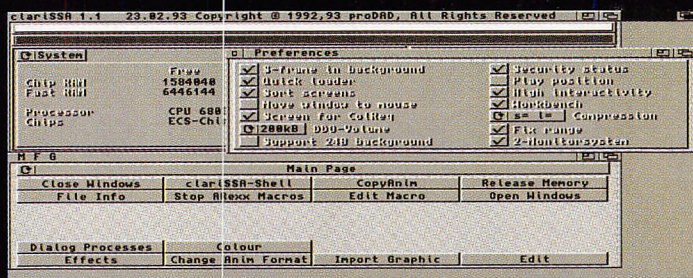 clariSSA 1.1 23.02.93 Copyright © 1992,93 proDAD, All Rights Reserved
System
Preferences
Free
Chip RAM 1504040
Fast RAM 6446144
Processor CPU 680
Chips ECS-Chi
3-frame in background
Quick loader
Sort screens
Move window to mouse
Screen for ColKey
200kB DDO-Volume
Support 24B background
Security status
Play position
High interactivity
Workbench
s= l= Compression
Fix range
2-Monitorsystem
M F G
Main Page
Close Windows clariSSA-Shell CopyAnim Release Memory
File Info Stop ARexx Macros Edit Macro Open Windows
Dialog Processes Colour
Effects Change Anim Format Import Graphic Edit